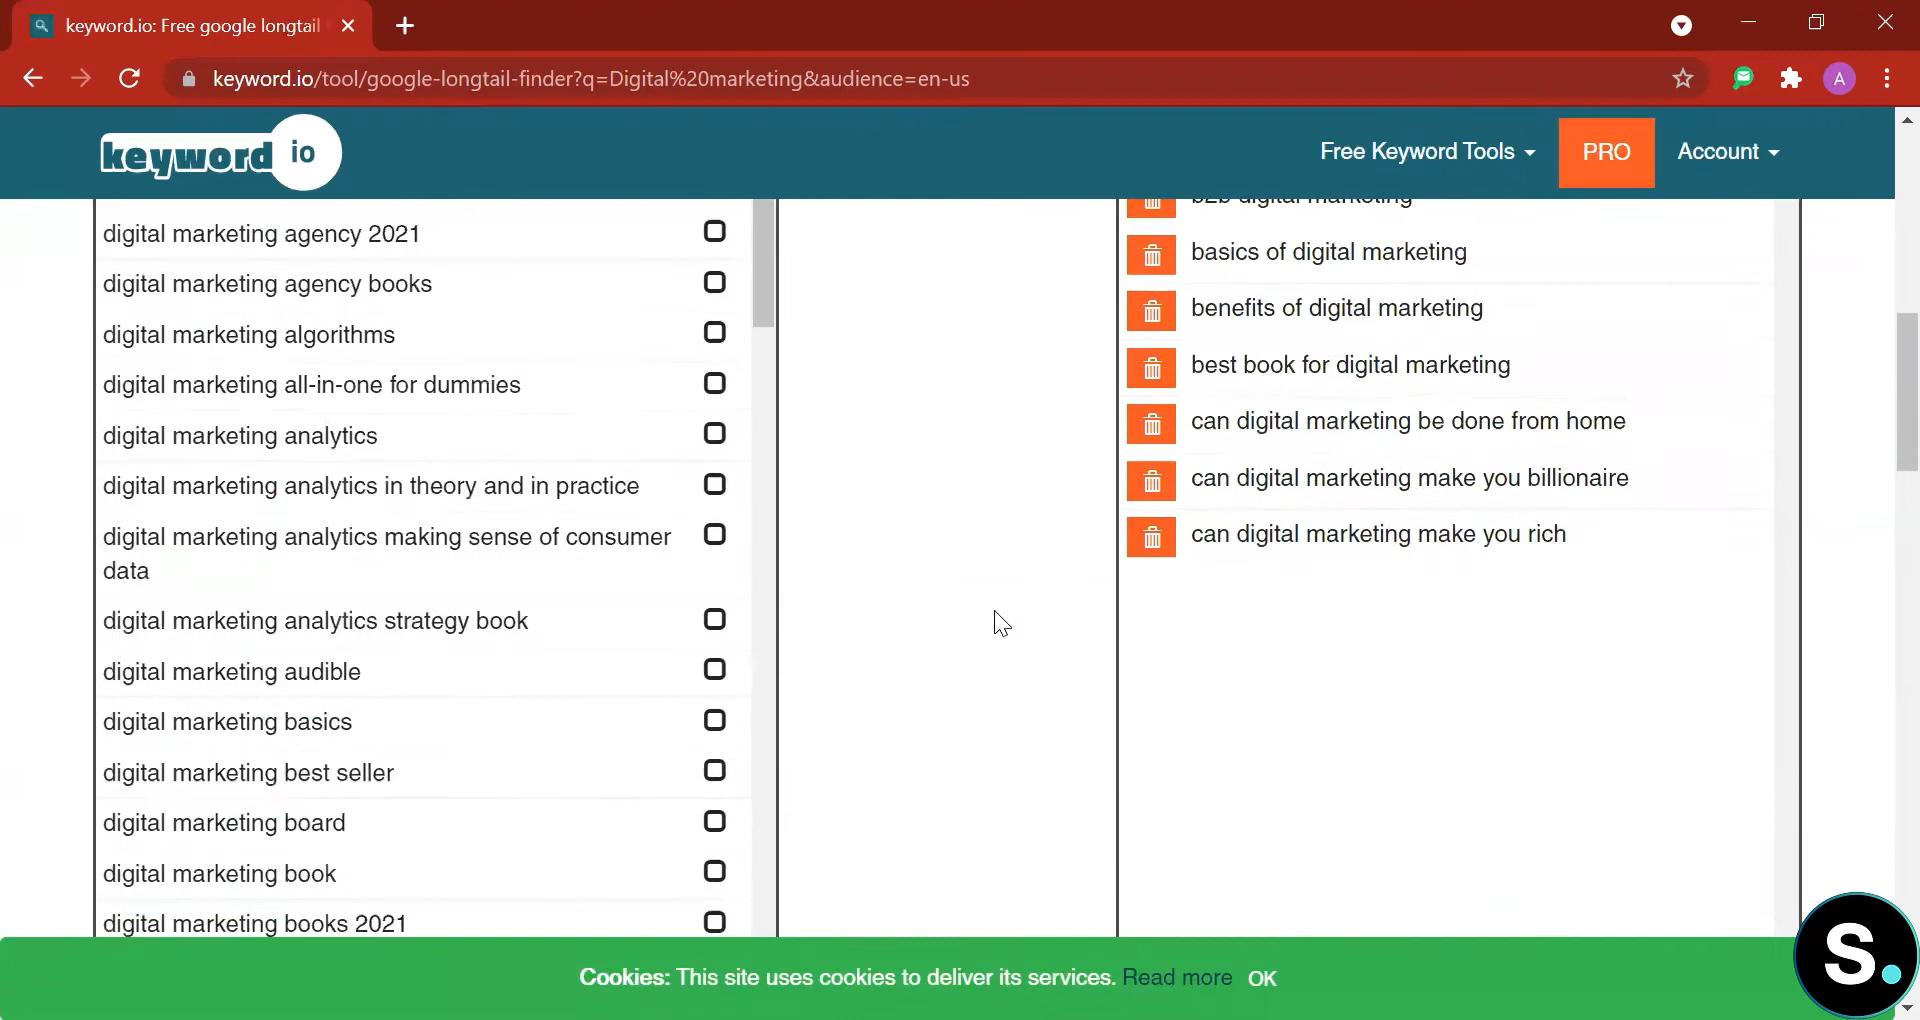 keyword.io: Free google longtail
keyword.io/tool/google-longtail-finder?q=Digital%20marketing&audience=en-us
A
keyword io
Free Keyword Tools
PRO
Account
digital marketing agency 2021
digital marketing agency books
digital marketing algorithms
digital marketing all-in-one for dummies
digital marketing analytics
digital marketing analytics in theory and in practice
digital marketing analytics making sense of consumer
data
digital marketing analytics strategy book
digital marketing audible
digital marketing basics
digital marketing best seller
digital marketing board
digital marketing book
digital marketing books 2021
b2b digital marketing
basics of digital marketing
benefits of digital marketing
best book for digital marketing
can digital marketing be done from home
can digital marketing make you billionaire
can digital marketing make you rich
Cookies: This site uses cookies to deliver its services. Read more OK
S.